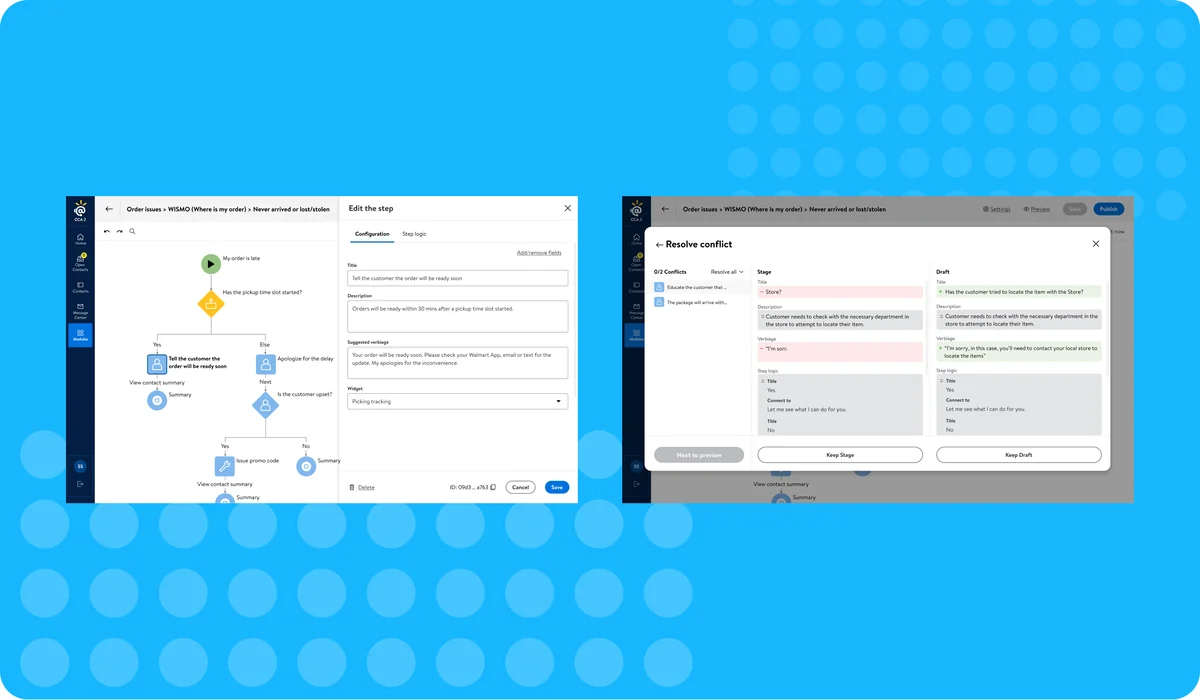 CCA 2
Home
Open
Contacts
Contacts
Message
Center
Modular
SS
Order issues > WISMO (Where is my order) > Never arrived or lost/stolen
My order is late
Has the pickup time slot started?
Yes
Else
Tell the customer the
order will be ready soon
Apologize for the delay
View contact summary
Summary
Next
Is the customer upset?
Yes
No
Issue promo code
Summary
View contact summary
Summary
Edit the step
Configuration
Step logic
Add/remove fields
Title
Tell the customer the order will be ready soon
Description
Orders will be ready within 30 mins after a pickup time slot started.
Suggested verbiage
Your order will be ready soon. Please check your Walmart App, email or text for the
update. My apologies for the inconvenience.
Widget
Picking tracking
Delete
ID: 09d3 ... a763
Cancel
Save
CCA 2
Home
Order issues > WISMO (Where is my order) > Never arrived or lost/stolen
Settings
Preview
Save
Publish
Resolve conflict
0/2 Conflicts
Resolve all
Educate the customer that ...
The package will arrive with...
Stage
Title
− Store?
Description
= Customer needs to check with the necessary department in
the store to attempt to locate their item.
Verbiage
− "I'm sorr.
Step logic
= Title
Yes
Connect to
Let me see what I can do for you.
Title
No
Draft
Title
+ Has the customer tried to locate the item with the Store?
Description
= Customer needs to check with the necessary department in the
store to attempt to locate their item.
Verbiage
+ "I'm sorry, in this case, you'll need to contact your local store to
locate the items"
Step logic
= Title
Yes
Connect to
Let me see what I can do for you.
Title
No
Next to preview
Keep Stage
Keep Draft
SS
View contact summary
Summary